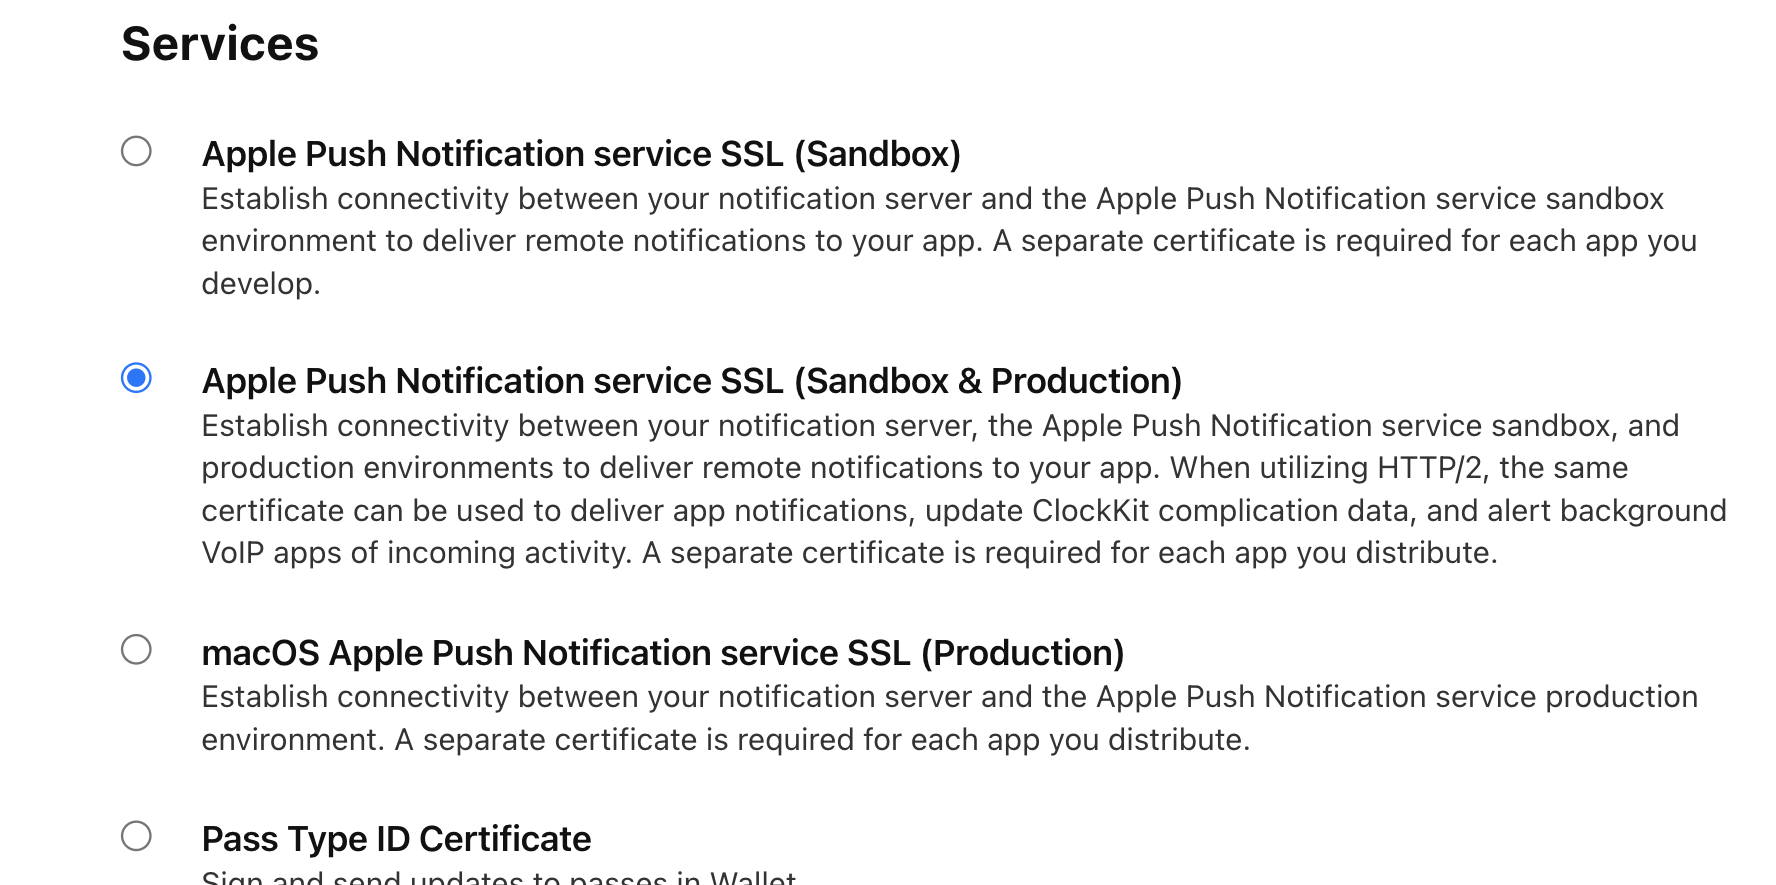 Services
Apple Push Notification service SSL (Sandbox)
Establish connectivity between your notification server and the Apple Push Notification service sandbox
environment to deliver remote notifications to your app. A separate certificate is required for each app you
develop.
Apple Push Notification service SSL (Sandbox & Production)
Establish connectivity between your notification server, the Apple Push Notification service sandbox, and
production environments to deliver remote notifications to your app. When utilizing HTTP/2, the same
certificate can be used to deliver app notifications, update ClockKit complication data, and alert background
VoIP apps of incoming activity. A separate certificate is required for each app you distribute.
macOS Apple Push Notification service SSL (Production)
Establish connectivity between your notification server and the Apple Push Notification service production
environment. A separate certificate is required for each app you distribute.
Pass Type ID Certificate
Sign and send updates to passes in Wallet